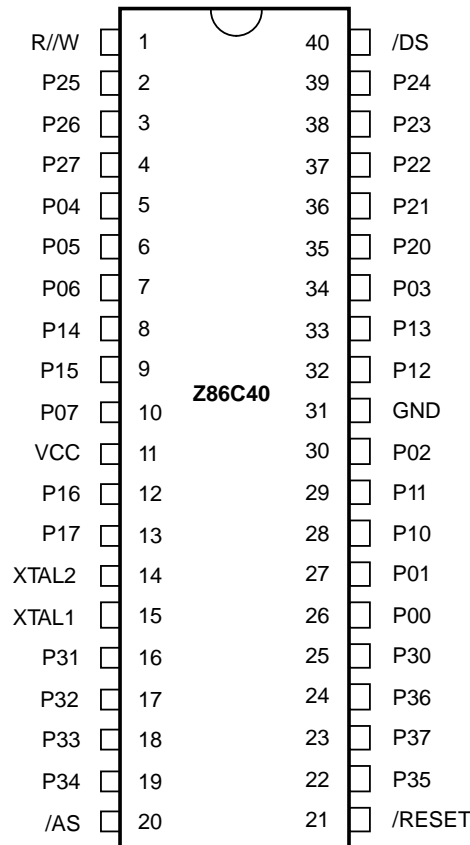 R//W 1 40 /DS
P25 2 39 P24
P26 3 38 P23
P27 4 37 P22
P04 5 36 P21
P05 6 35 P20
P06 7 34 P03
P14 8 33 P13
P15 9 32 P12
Z86C40
P07 10 31 GND
VCC 11 30 P02
P16 12 29 P11
P17 13 28 P10
XTAL2 14 27 P01
XTAL1 15 26 P00
P31 16 25 P30
P32 17 24 P36
P33 18 23 P37
P34 19 22 P35
/AS 20 21 /RESET